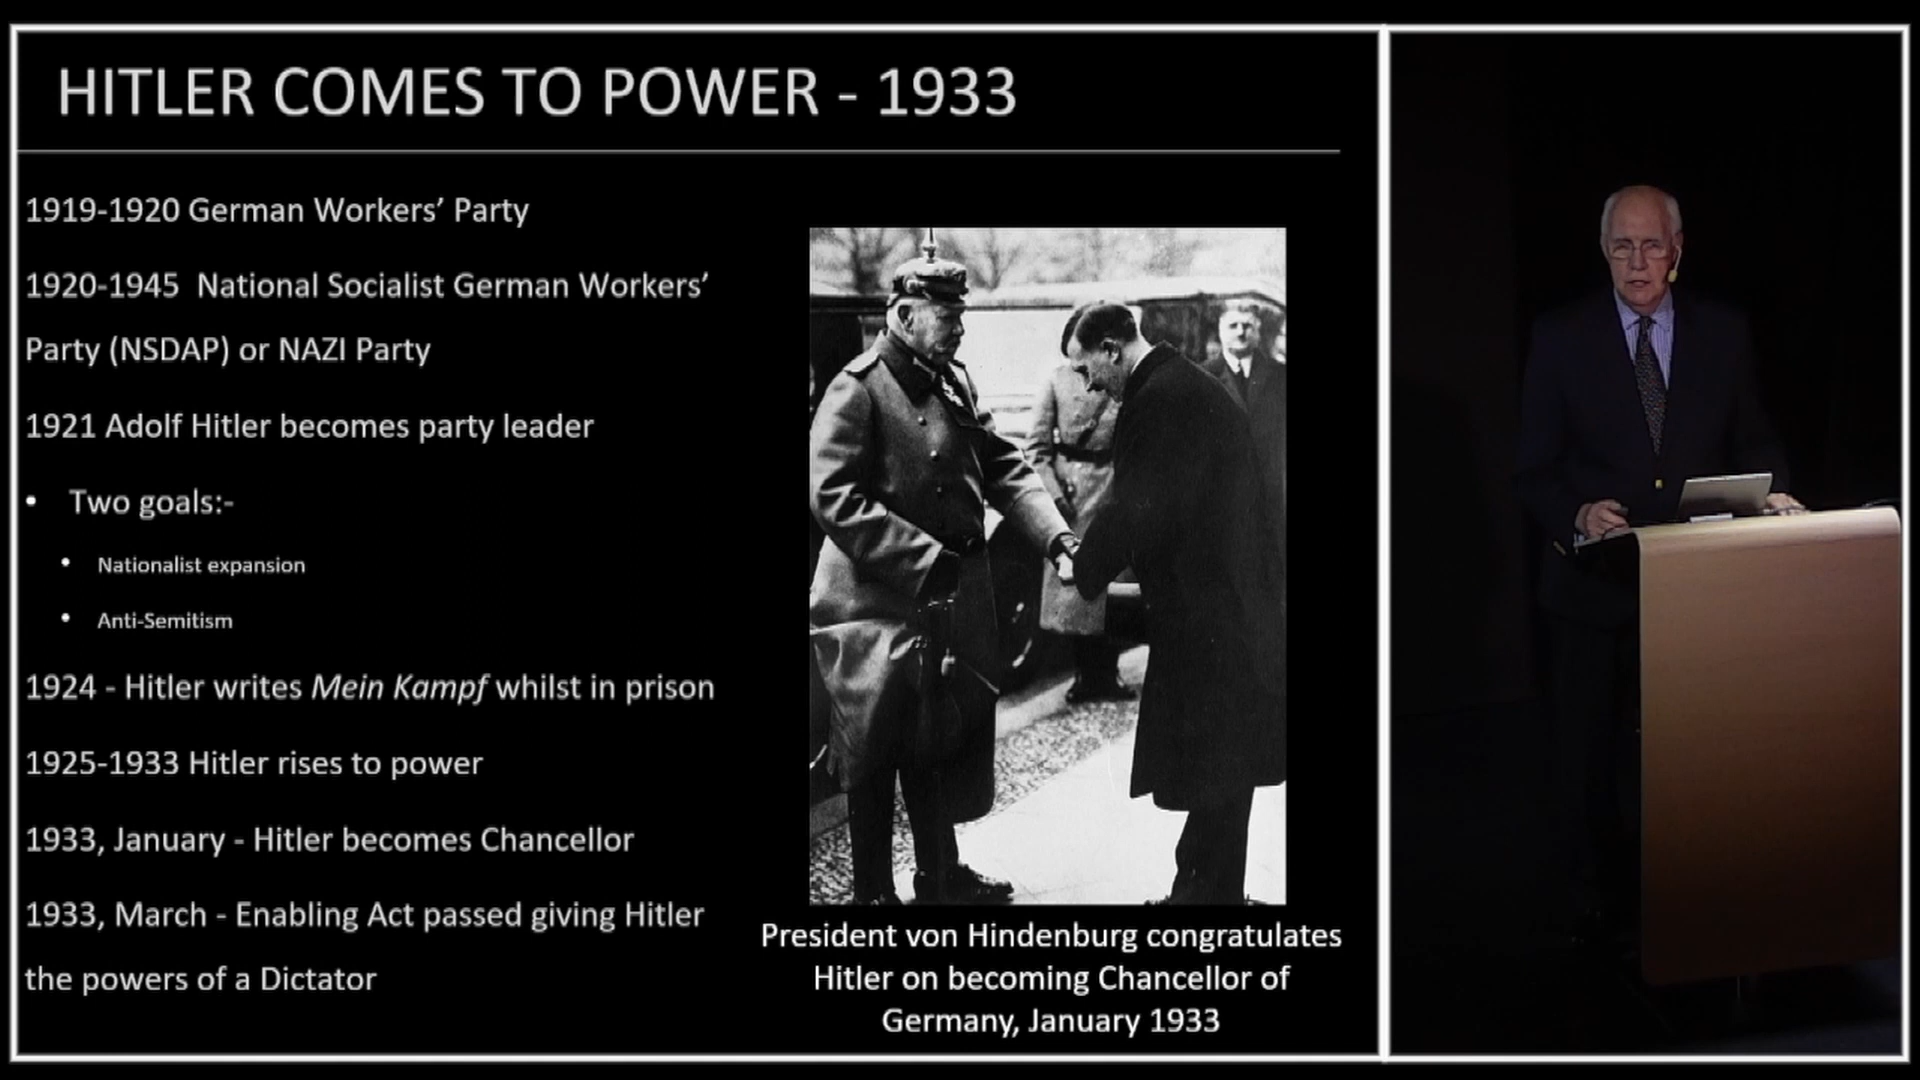 HITLER COMES TO POWER - 1933
1919-1920 German Workers’ Party
1920-1945 National Socialist German Workers’
Party (NSDAP) or NAZI Party
1921 Adolf Hitler becomes party leader
• Two goals:-
• Nationalist expansion
• Anti-Semitism
1924 - Hitler writes Mein Kampf whilst in prison
1925-1933 Hitler rises to power
1933, January - Hitler becomes Chancellor
1933, March - Enabling Act passed giving Hitler
the powers of a Dictator
President von Hindenburg congratulates
Hitler on becoming Chancellor of
Germany, January 1933